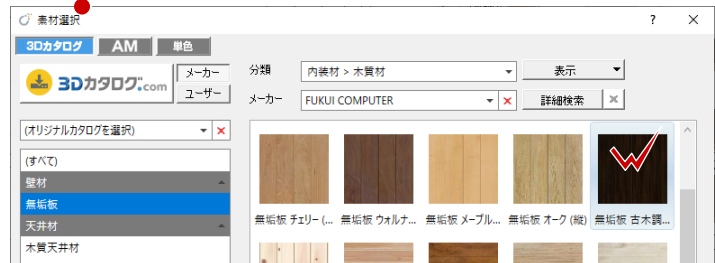 素材選択
? ×
3Dカタログ AM 単色
3Dカタログ.com
メーカー
ユーザー
分類 内装材 > 木質材 表示
メーカー FUKUI COMPUTER 詳細検索
(オリジナルカタログを選択)
(すべて)
壁材
無垢板
天井材
木質天井材
無垢板 チェリー (... 無垢板 ウォルナ... 無垢板 メープル... 無垢板 オーク (縦) 無垢板 古木調...